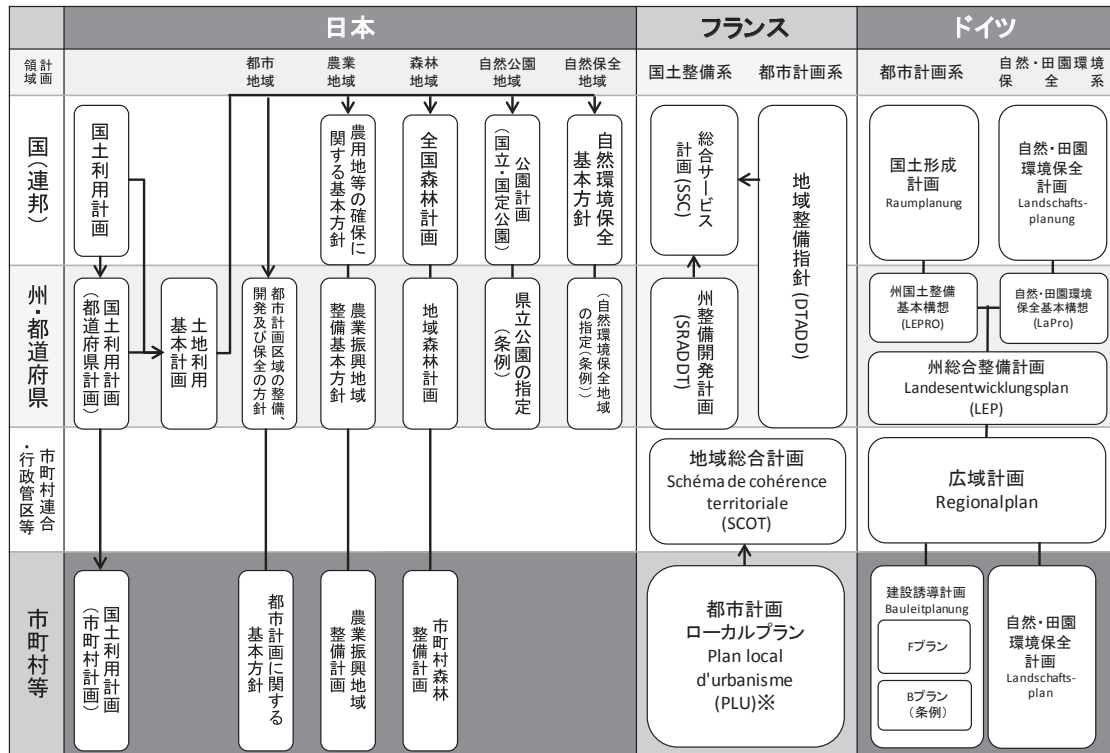 日本
フランス
ドイツ
計画
領域
都市
地域
農業
地域
森林
地域
自然公園
地域
自然保全
地域
国土整備系
都市計画系
都市計画系
自然・田園環境
保全系
国(連邦)
国土利用計画
農用地等の確保に
関する基本方針
全国森林計画
公園計画
(国立・国定公園)
自然環境保全
基本方針
総合サービス
計画(SSC)
地域整備指針(DTADD)
国土形成
計画
Raumplanung
自然・田園
環境保全
計画
Landschafts-
planung
州・都道府県
国土利用計画
(都道府県計画)
土地利用
基本計画
都市計画区域の整備、
開発及び保全の方針
農業振興地域
整備基本方針
地域森林計画
県立公園の指定
(条例)
(自然環境保全地域
の指定(条例))
州整備開発計画
(SRADDT)
州国土整備
基本構想
(LEPRO)
自然・田園環境
保全基本構想
(LaPro)
州総合整備計画
Landesentwicklungsplan
(LEP)
市町村連合
・行政管区等
地域総合計画
Schéma de cohérence
territoriale
(SCOT)
広域計画
Regionalplan
市町村等
国土利用計画
(市町村計画)
都市計画に関する
基本方針
農業振興地域
整備計画
市町村森林
整備計画
都市計画
ローカルプラン
Plan local
d'urbanisme
(PLU)※
建設誘導計画
Bauleitplanung
Fプラン
Bプラン
(条例)
自然・田園
環境保全
計画
Landschafts-
plan